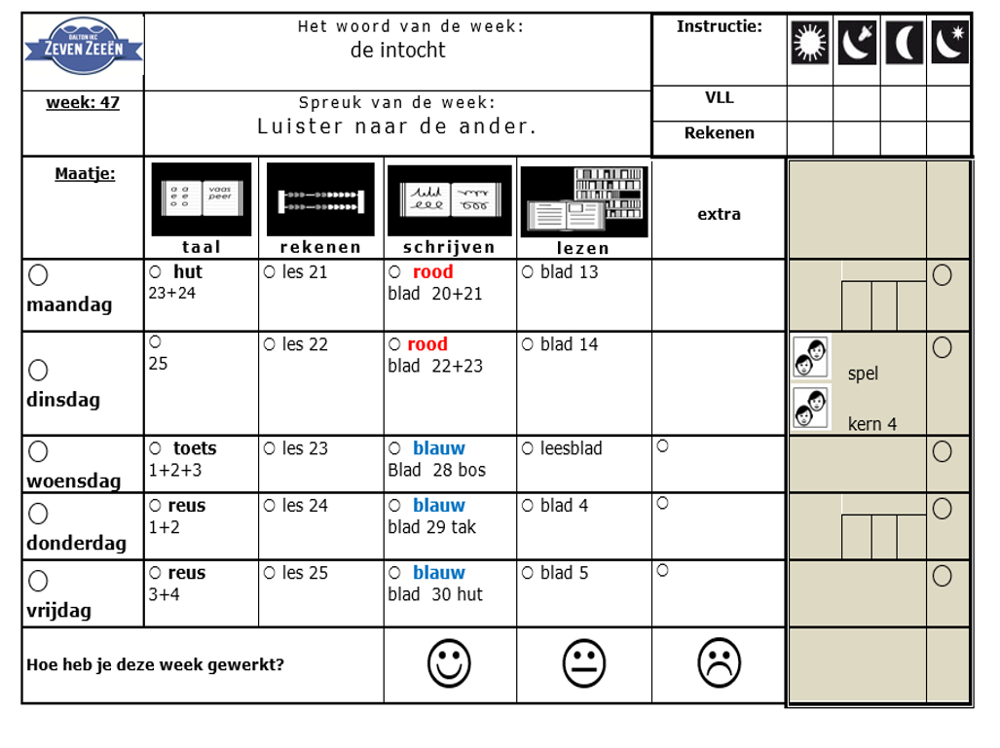 DALTON IKC
ZEVEN ZEEËN
Het woord van de week:
de intocht
Instructie:
week: 47
Spreuk van de week:
Luister naar de ander.
VLL
Rekenen
Maatje:
a a
e e
o o
vaas
peer
taal
rekenen
schrijven
lezen
extra
maandag
hut
23+24
les 21
rood
blad 20+21
blad 13
dinsdag
25
les 22
rood
blad 22+23
blad 14
spel
kern 4
woensdag
toets
1+2+3
les 23
blauw
Blad 28 bos
leesblad
donderdag
reus
1+2
les 24
blauw
blad 29 tak
blad 4
vrijdag
reus
3+4
les 25
blauw
blad 30 hut
blad 5
Hoe heb je deze week gewerkt?